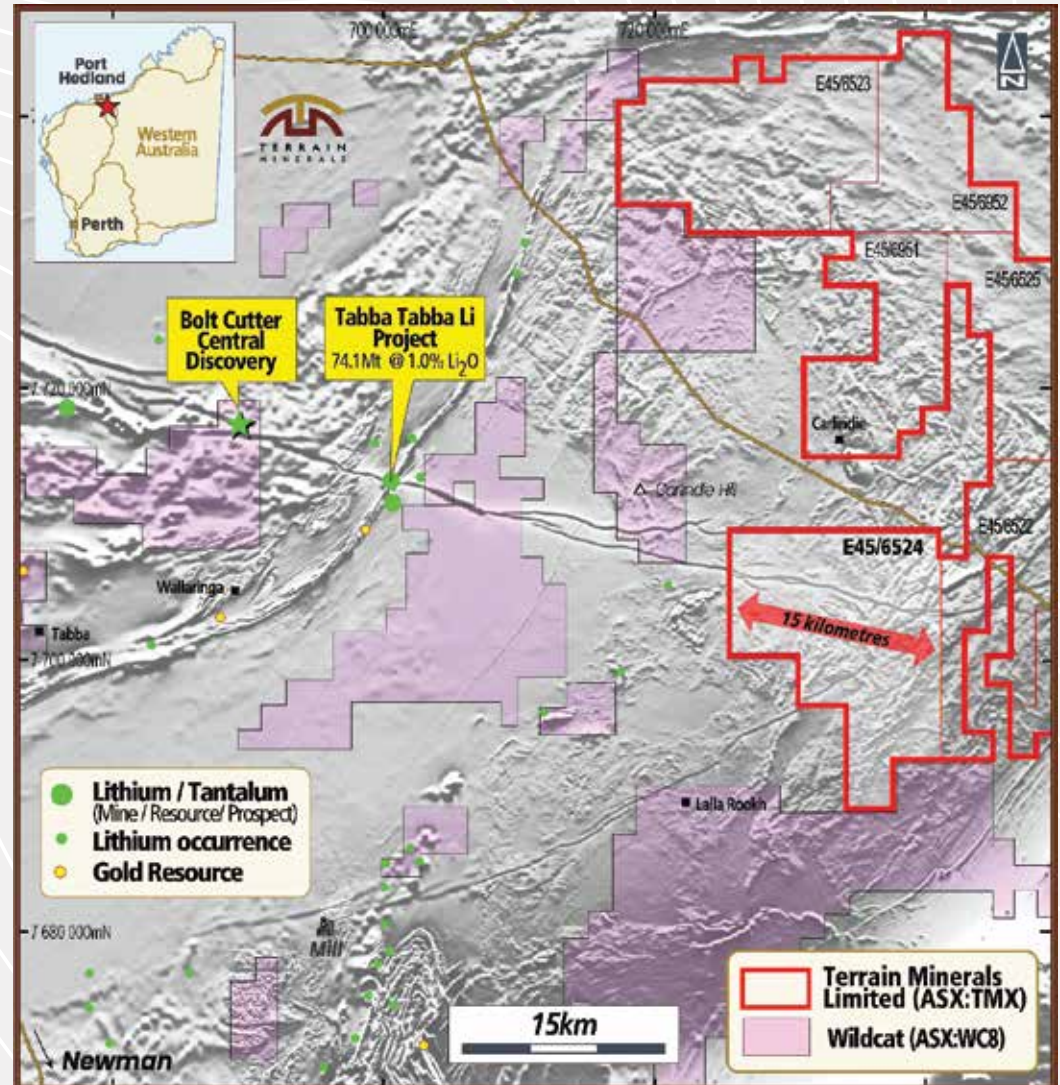 700 000mE
720 000mE
Port
Hedland
Western
Australia
Perth
TERRAIN
MINERALS
N
E45/6523
E45/6952
E45/6951
E45/6525
Bolt Cutter
Central
Discovery
Tabba Tabba Li
Project
74.1Mt @ 1.0% Li₂O
7 720 000mN
Carlindie
Carlindie Hill
E45/6522
E45/6524
Wallaringa
15 kilometres
Tabba
7 700 000mN
Lalla Rookh
Lithium / Tantalum
(Mine / Resource/ Prospect)
Lithium occurrence
Gold Resource
7 680 000mN
Mill
Terrain Minerals
Limited (ASX:TMX)
15km
Wildcat (ASX:WC8)
Newman